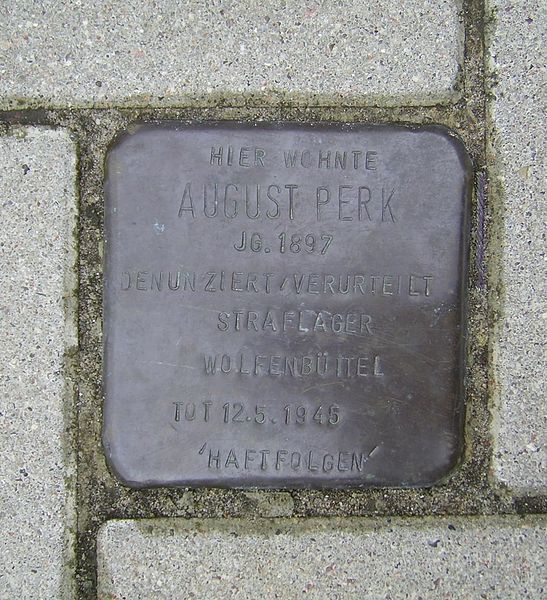 HIER WOHNTE
AUGUST PERK
JG. 1897
DENUNZIERT/VERURTEILT
STRAFLAGER
WOLFENBÜTTEL
TOT 12.5.1945
'HAFTFOLGEN'